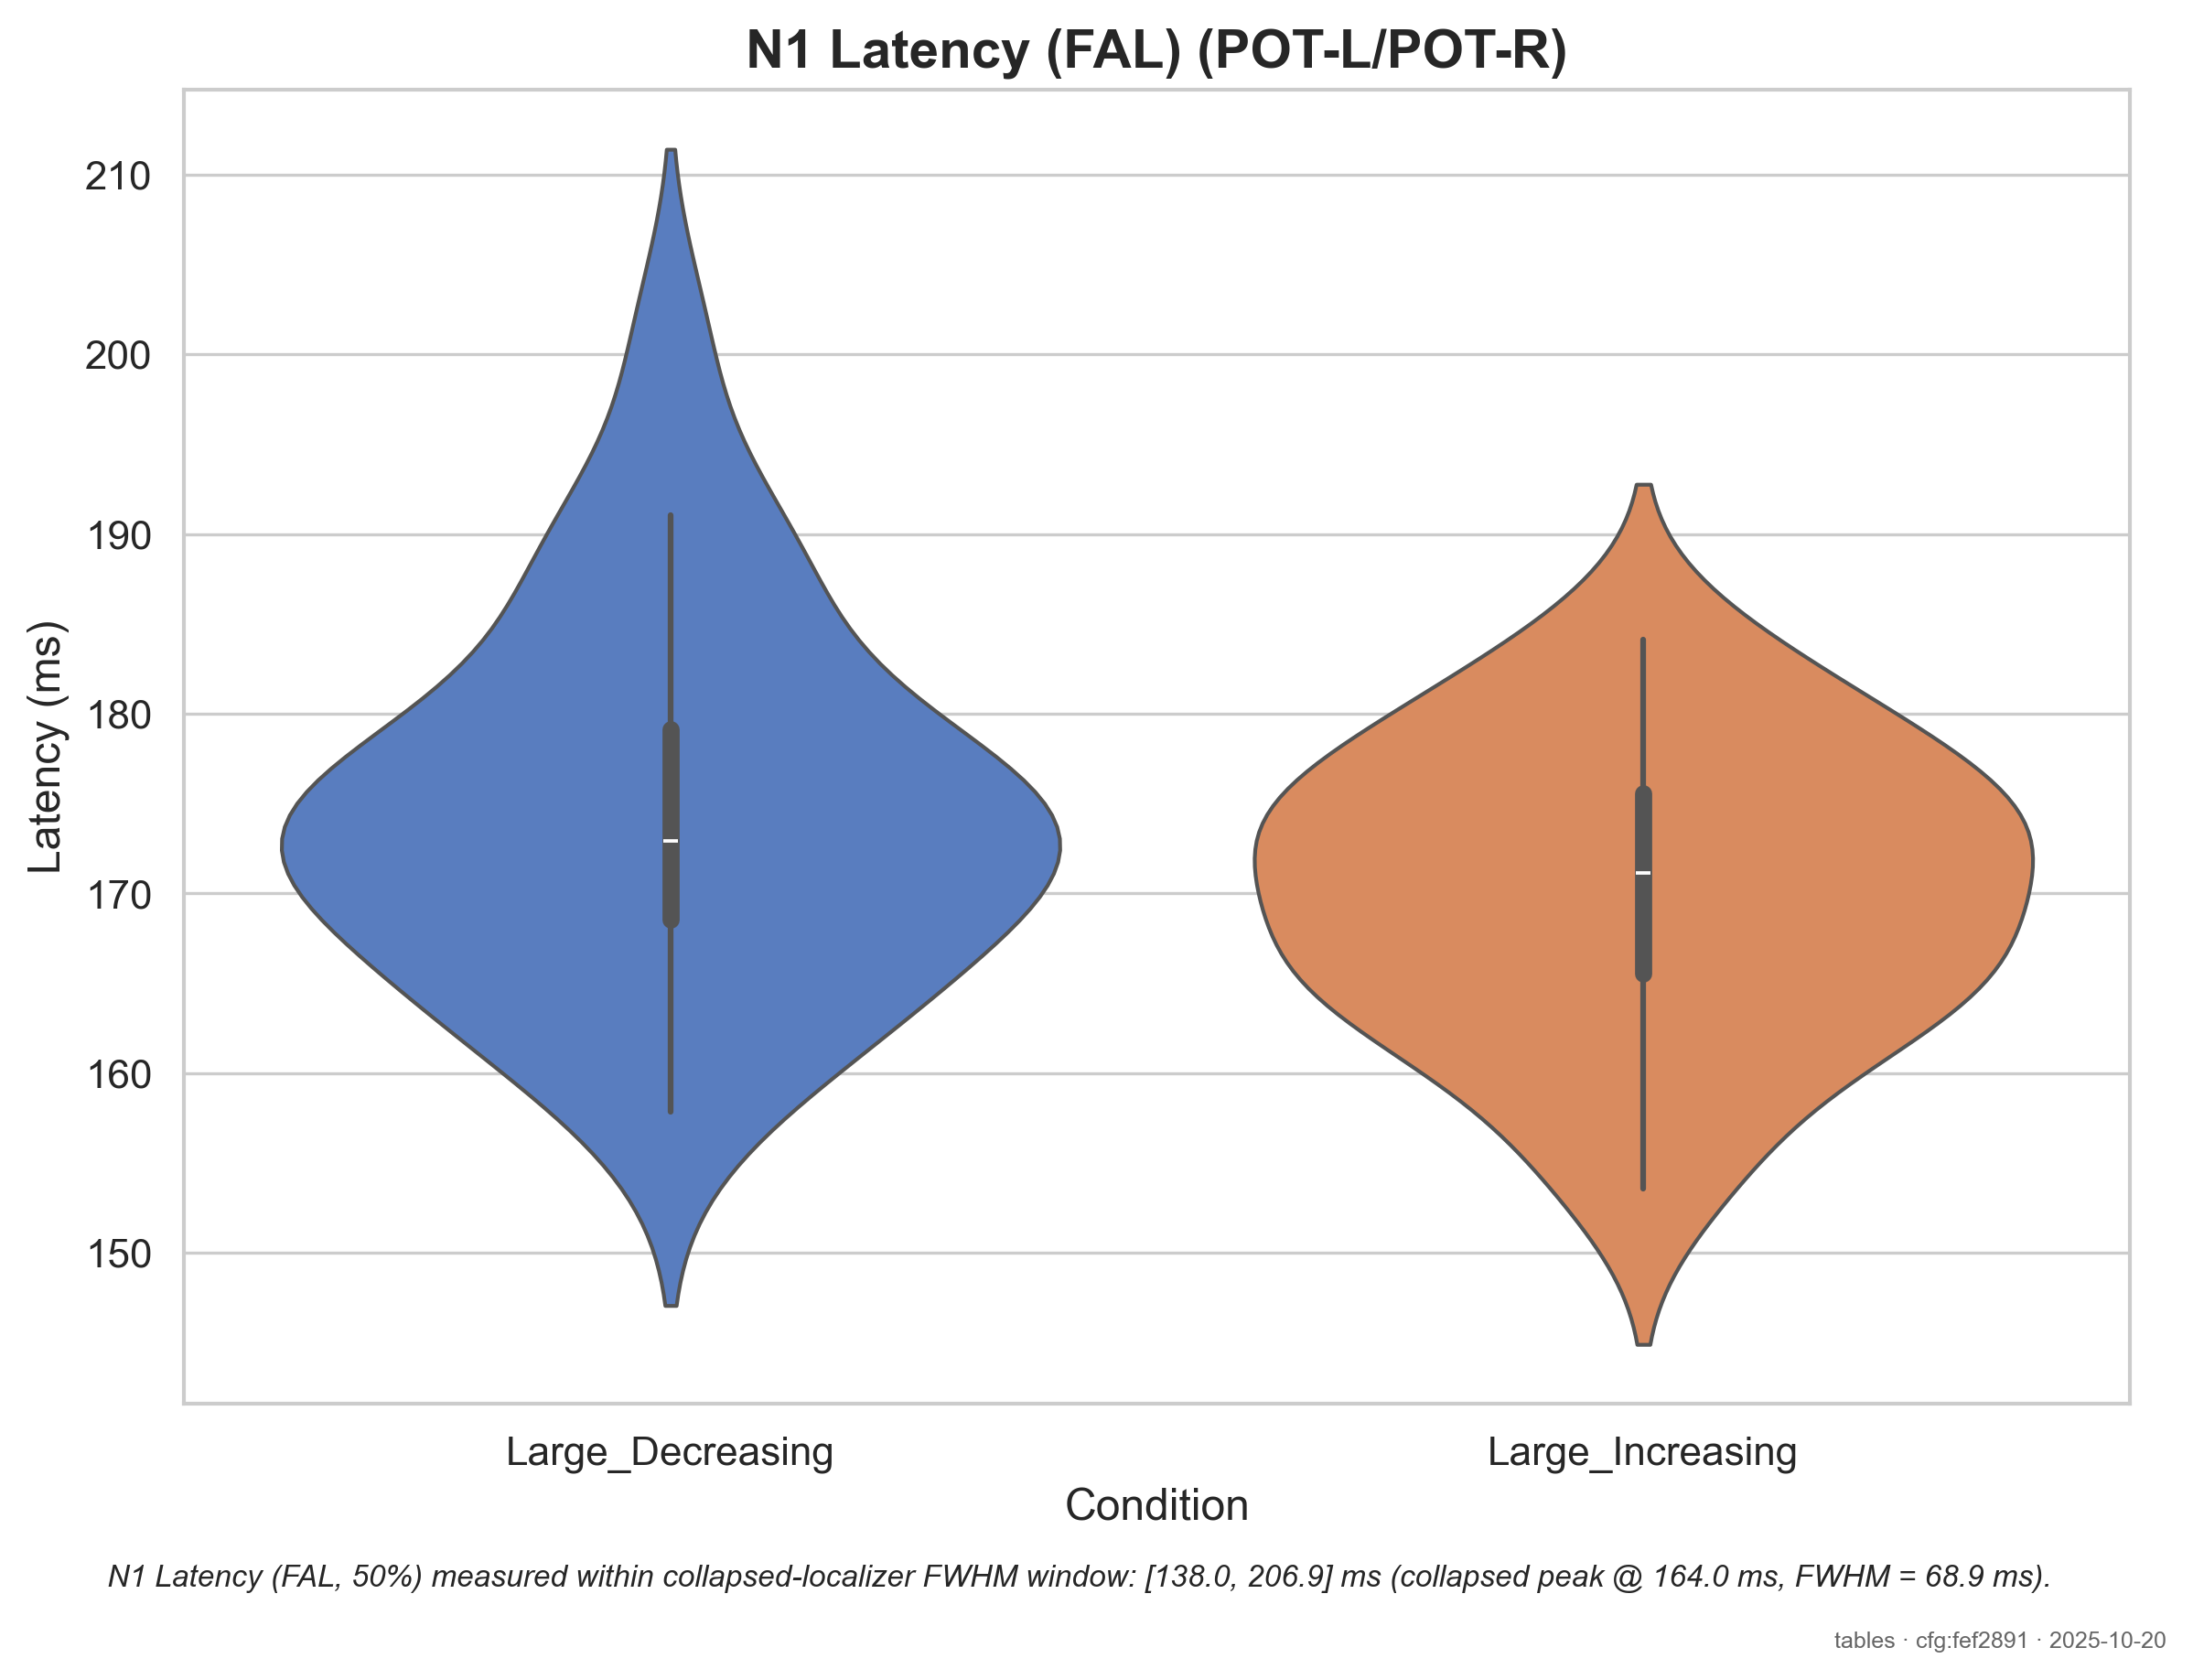 N1 Latency (FAL) (POT-L/POT-R)
Latency (ms)
210
200
190
180
170
160
150
Large_Decreasing
Large_Increasing
Condition
N1 Latency (FAL, 50%) measured within collapsed-localizer FWHM window: [138.0, 206.9] ms (collapsed peak @ 164.0 ms, FWHM = 68.9 ms).
tables · cfg:fef2891 · 2025-10-20